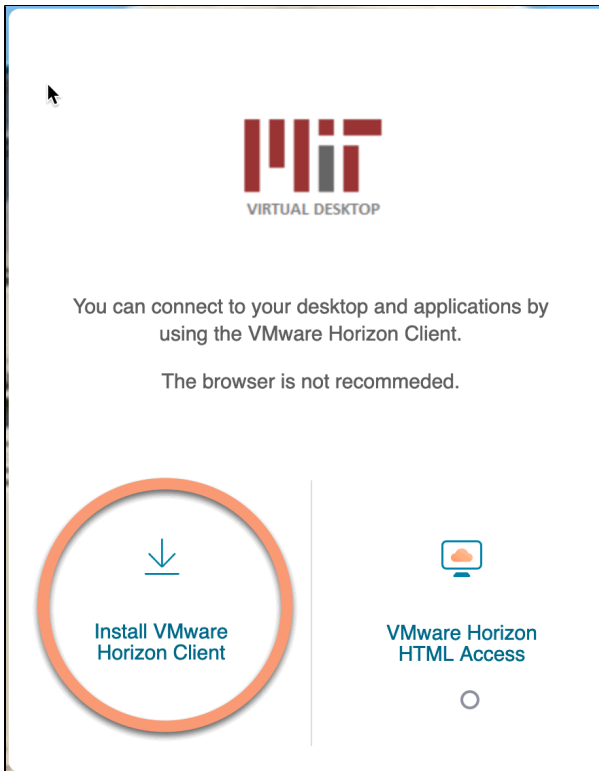 MiT
VIRTUAL DESKTOP
You can connect to your desktop and applications by
using the VMware Horizon Client.
The browser is not recommeded.
Install VMware
Horizon Client
VMware Horizon
HTML Access